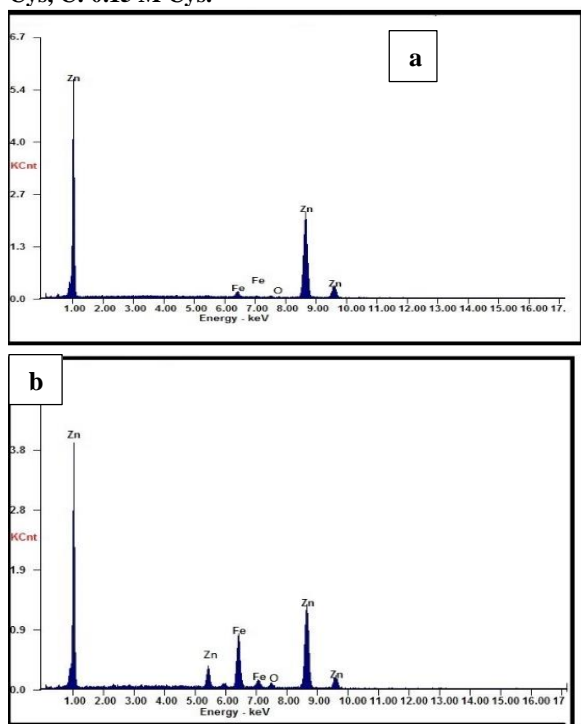 Cys, C: 0.15 M Cys.
6.7
a
Zn
5.4
4.0
KCnt
2.7
Zn
1.3
Fe
Fe
O
Zn
0.0
1.00 2.00 3.00 4.00 5.00 6.00 7.00 8.00 9.00 10.00 11.00 12.00 13.00 14.00 15.00 16.00 17.
Energy - keV
b
Zn
3.8
2.8
KCnt
1.9
Zn
0.9
Fe
Zn
Fe
O
Zn
0.0
1.00 2.00 3.00 4.00 5.00 6.00 7.00 8.00 9.00 10.00 11.00 12.00 13.00 14.00 15.00 16.00 17
Energy - keV